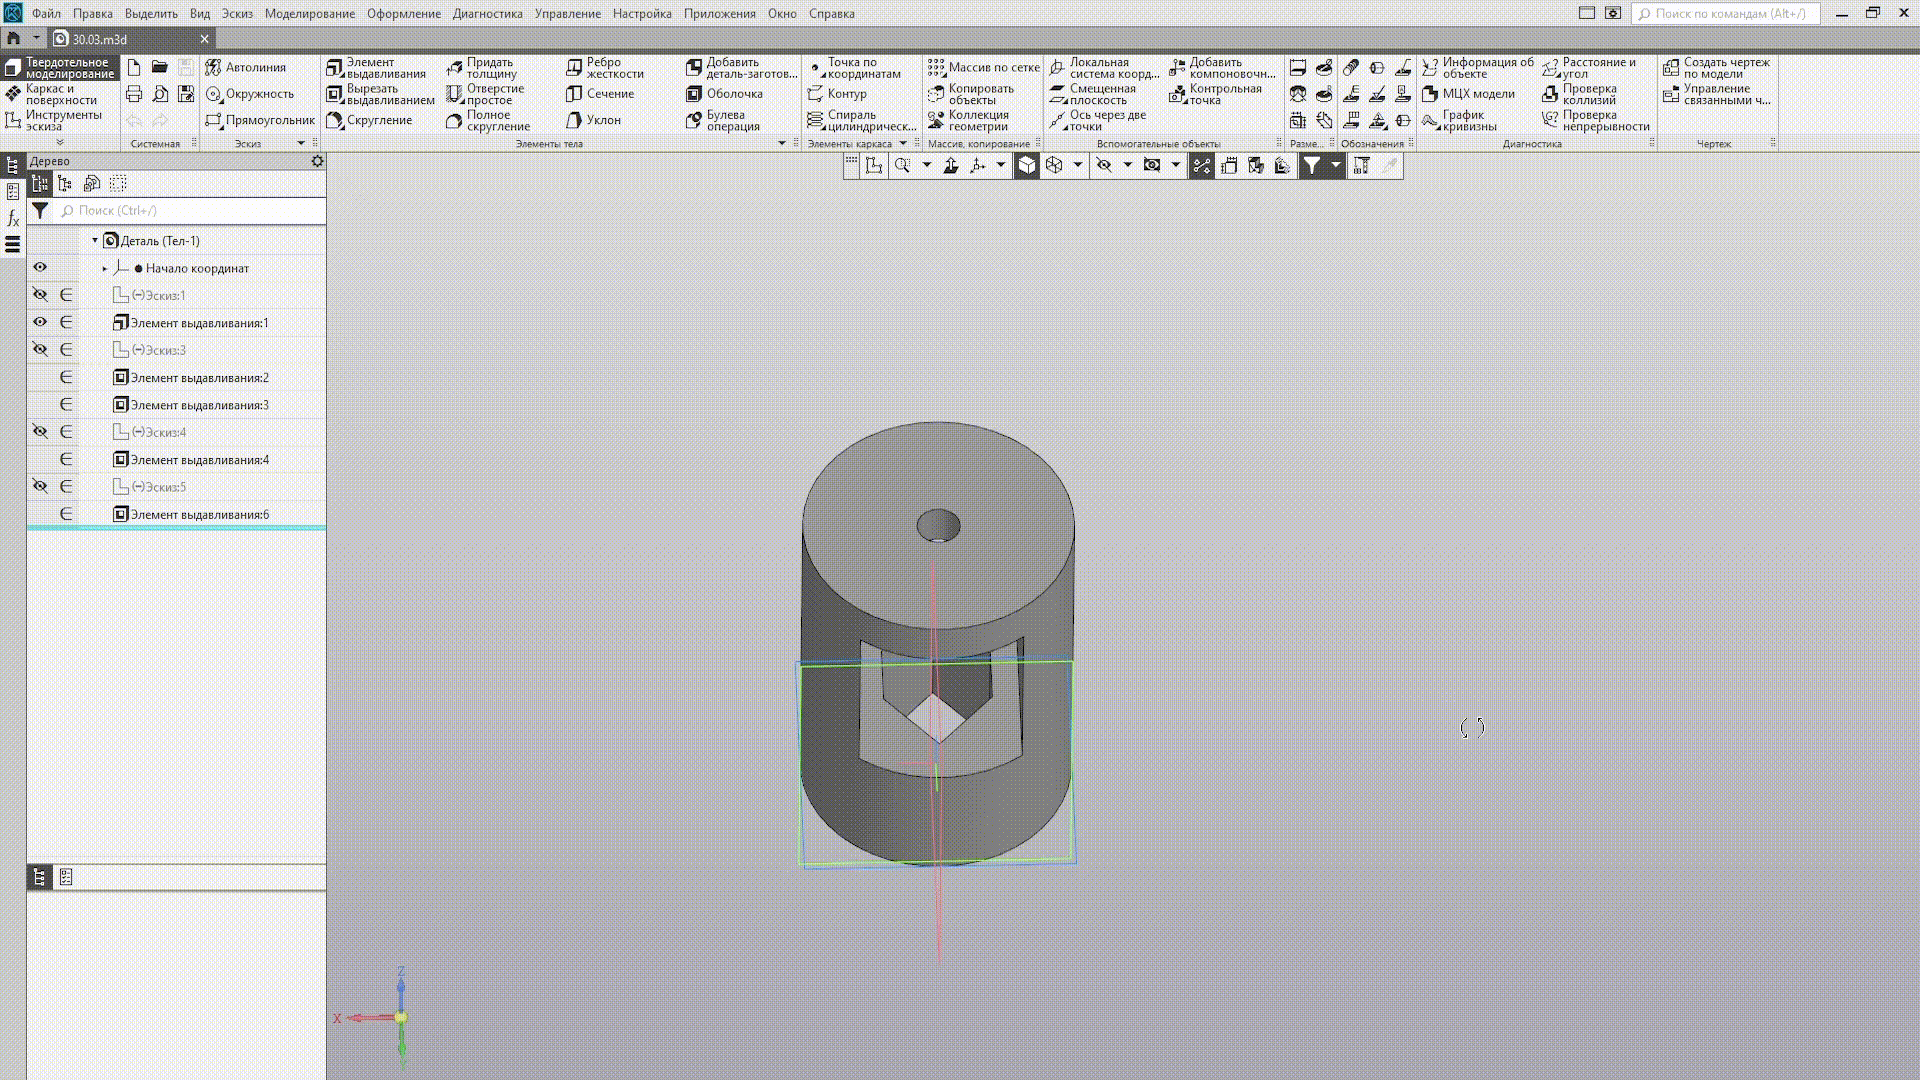 Файл Правка Выделить Вид Эскиз Моделирование Оформление Диагностика Управление Настройка Приложения Окно Справка
Поиск по командам (Alt+/)
30.03.m3d
Твердотельное моделирование
Каркас и поверхности
Инструменты эскиза
Системная
Автолиния
Окружность
Прямоугольник
Эскиз
Элемент выдавливания
Вырезать выдавливанием
Скругление
Придать толщину
Отверстие простое
Полное скругление
Ребро жесткости
Сечение
Уклон
Добавить деталь-заготов...
Оболочка
Булева операция
Элементы тела
Точка по координатам
Контур
Спираль цилиндрическ...
Элементы каркаса
Массив по сетке
Копировать объекты
Коллекция геометрии
Массив, копирование
Локальная система коорд...
Смещенная плоскость
Ось через две точки
Добавить компоновочн...
Контрольная точка
Вспомогательные объекты
Разме...
Обозначения
Информация об объекте
МЦХ модели
График кривизны
Расстояние и угол
Проверка коллизий
Проверка непрерывности
Диагностика
Создать чертеж по модели
Управление связанными ч...
Чертеж
Дерево
Поиск (Ctrl+/)
Деталь (Тел-1)
Начало координат
(-)Эскиз:1
Элемент выдавливания:1
(-)Эскиз:3
Элемент выдавливания:2
Элемент выдавливания:3
(-)Эскиз:4
Элемент выдавливания:4
(-)Эскиз:5
Элемент выдавливания:6
Z
X